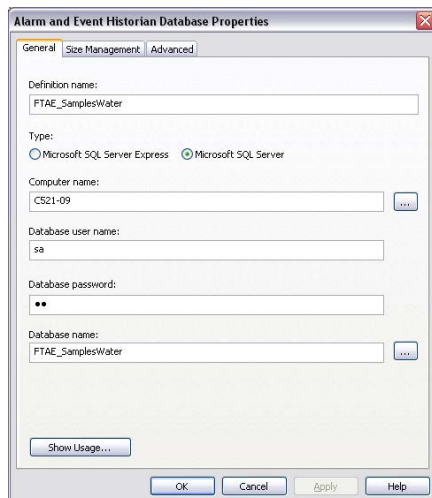 Alarm and Event Historian Database Properties
General Size Management Advanced
Definition name:
FTAE_SamplesWater
Type:
Microsoft SQL Server Express Microsoft SQL Server
Computer name:
C521-09
...
Database user name:
sa
Database password:
●●
Database name:
FTAE_SamplesWater
...
Show Usage...
OK Cancel Apply Help